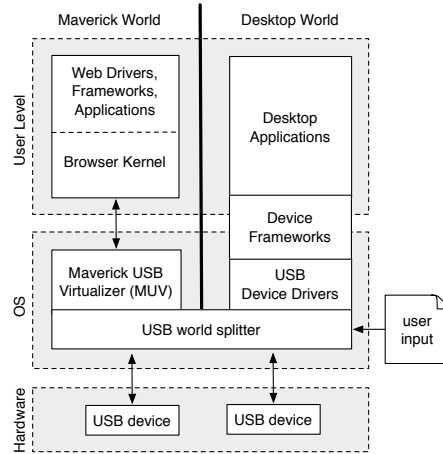 Maverick World
Desktop World
User Level
Web Drivers,
Frameworks,
Applications
Browser Kernel
Desktop
Applications
Device
Frameworks
OS
Maverick USB
Virtualizer (MUV)
USB
Device Drivers
USB world splitter
user
input
Hardware
USB device
USB device